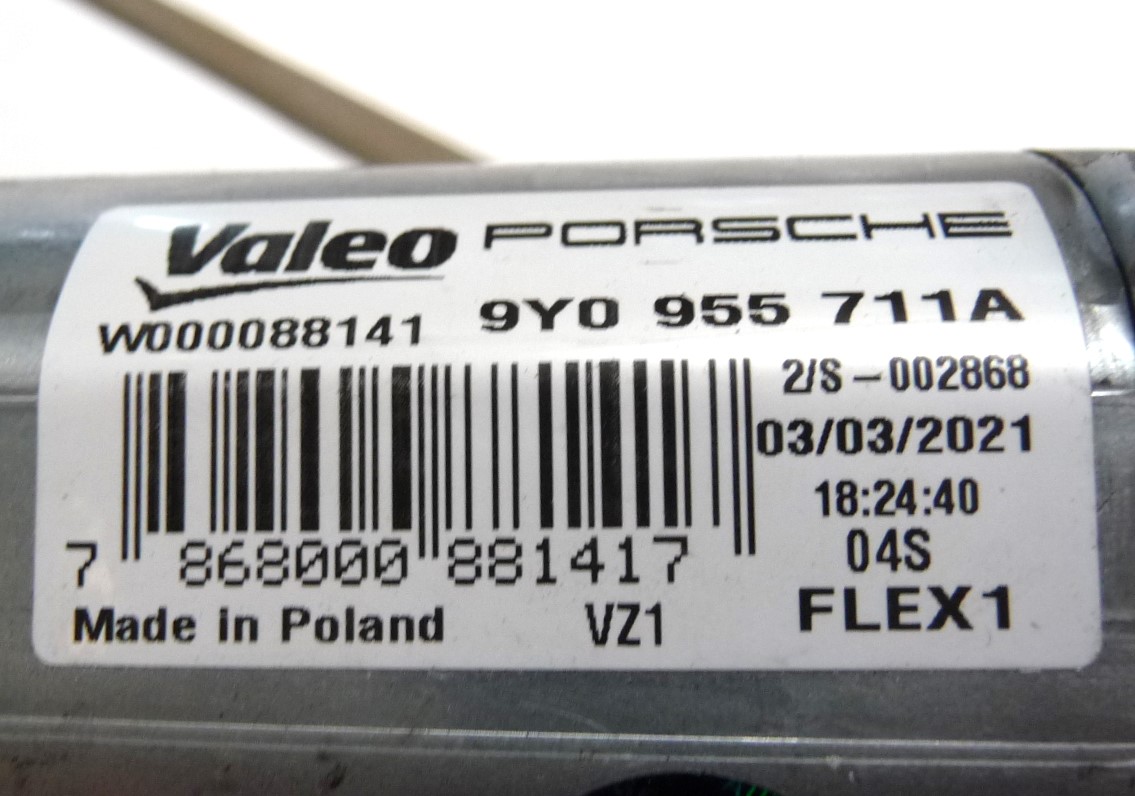 Valeo PORSCHE
W000088141 9Y0 955 711A
2/S-002868
03/03/2021
18:24:40
04S
7 868000 881417
Made in Poland VZ1 FLEX1